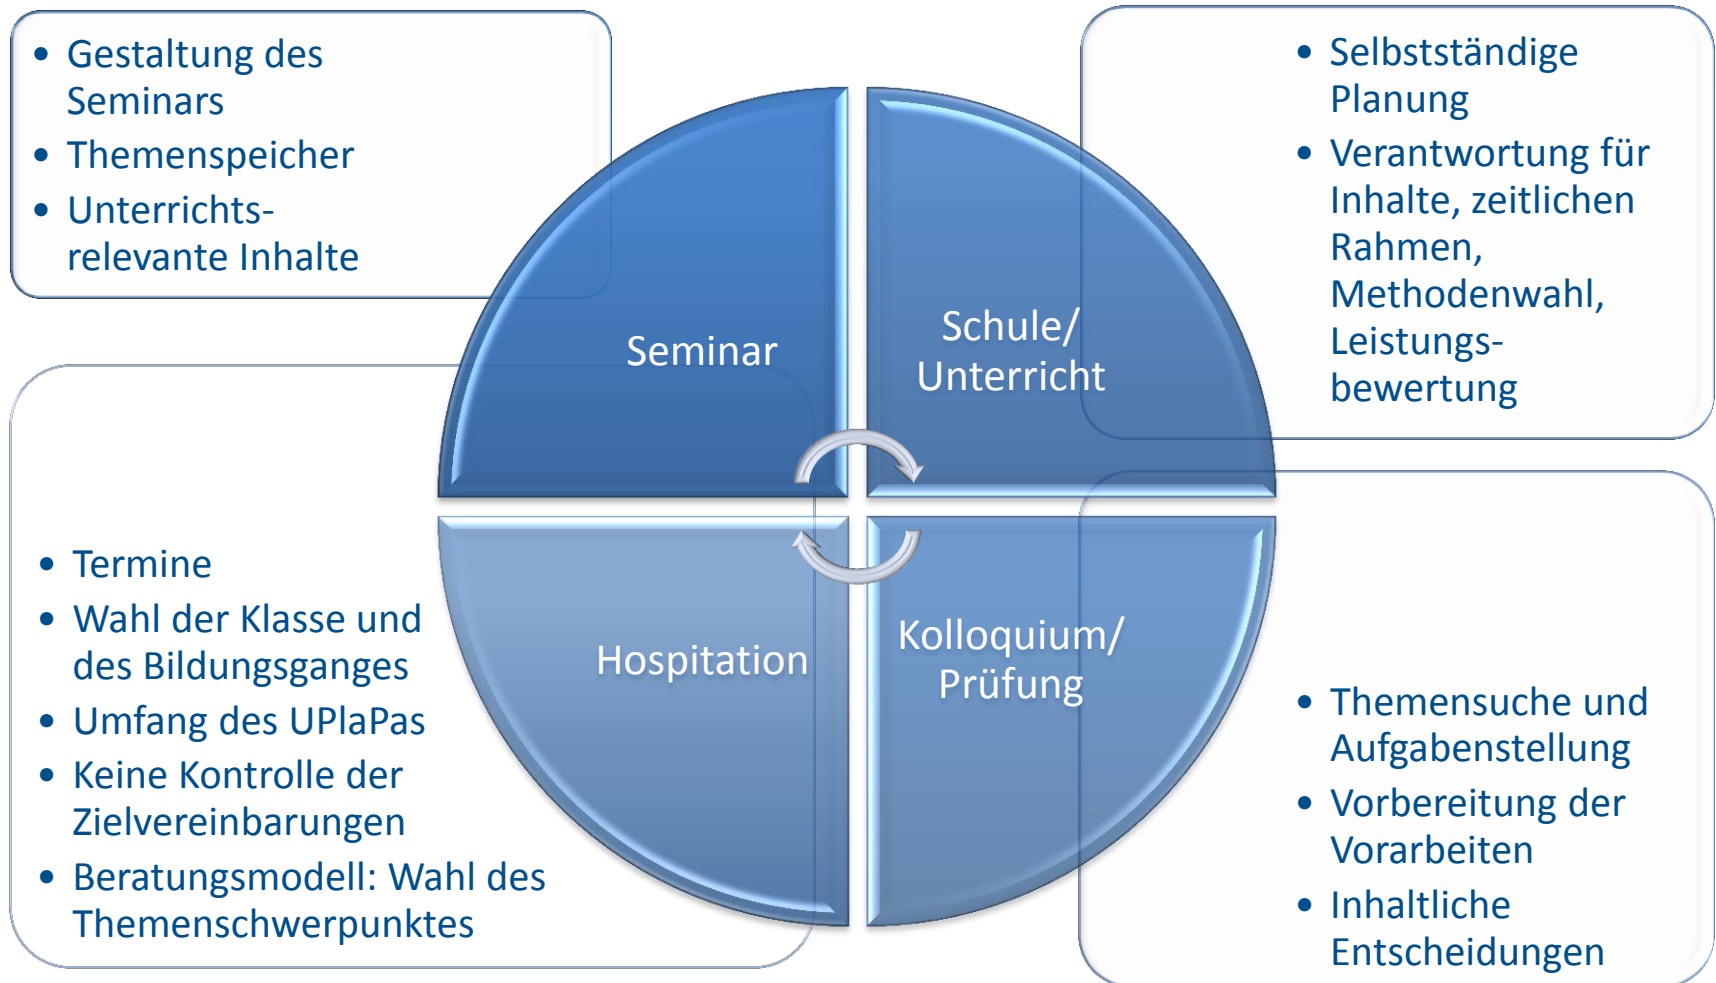 • Gestaltung des
Seminars
• Themenspeicher
• Unterrichts-
relevante Inhalte
Seminar
Schule/
Unterricht
• Selbstständige
Planung
• Verantwortung für
Inhalte, zeitlichen
Rahmen,
Methodenwahl,
Leistungs-
bewertung
• Termine
• Wahl der Klasse und
des Bildungsganges
• Umfang des UPlaPas
• Keine Kontrolle der
Zielvereinbarungen
• Beratungsmodell: Wahl des
Themenschwerpunktes
Hospitation
Kolloquium/
Prüfung
• Themensuche und
Aufgabenstellung
• Vorbereitung der
Vorarbeiten
• Inhaltliche
Entscheidungen